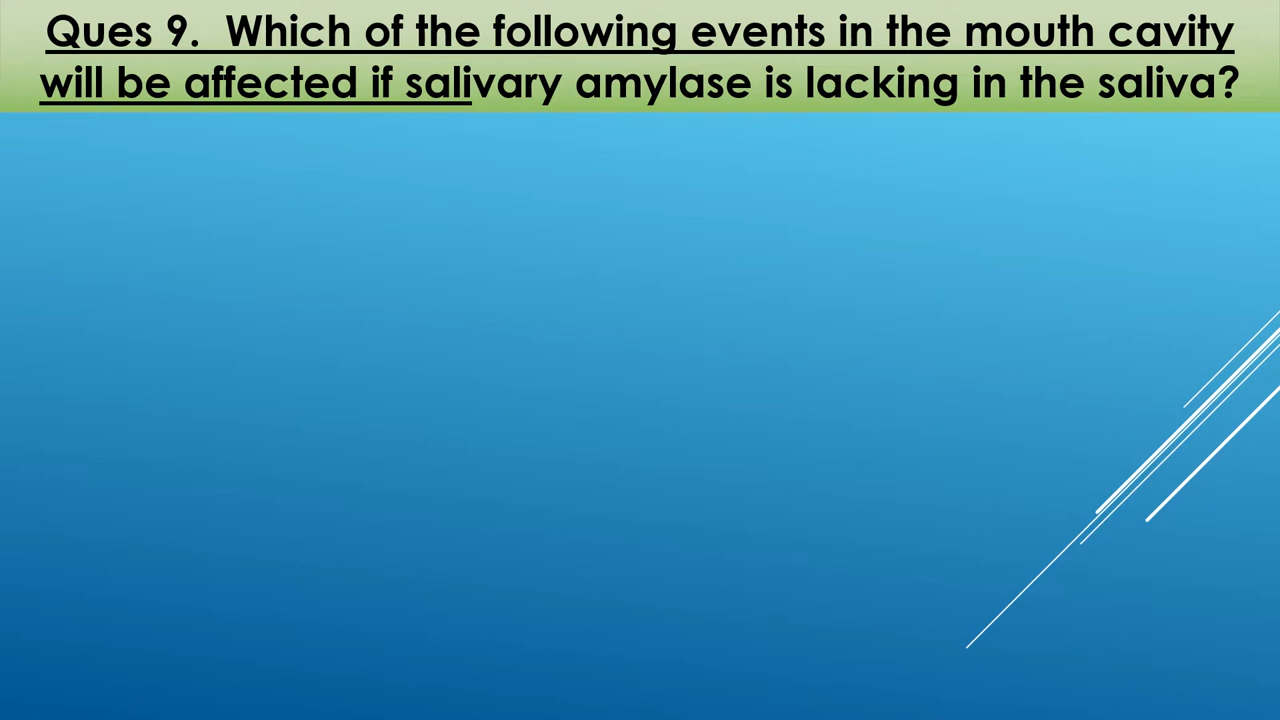 Ques 9.  Which of the following events in the mouth cavity
will be affected if salivary amylase is lacking in the saliva?